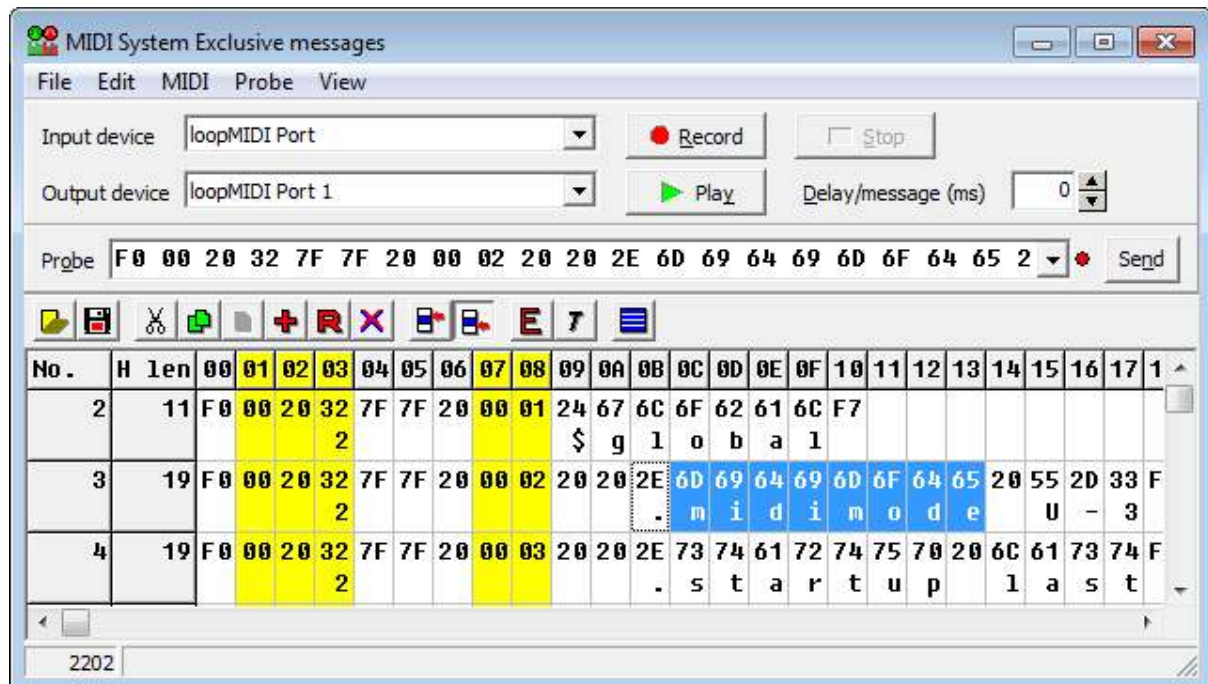 MIDI System Exclusive messages
File Edit MIDI Probe View
Input device loopMIDI Port Record Stop
Output device loopMIDI Port 1 Play Delay/message (ms) 0
Probe F0 00 20 32 7F 7F 20 00 02 20 20 2E 6D 69 64 69 6D 6F 64 65 2 Send
E T
No. H len 00 01 02 03 04 05 06 07 08 09 0A 0B 0C 0D 0E 0F 10 11 12 13 14 15 16 17 1
2 11 F0 00 20 32 7F 7F 20 00 01 24 67 6C 6F 62 61 6C F7
2 $ g l o b a l
3 19 F0 00 20 32 7F 7F 20 00 02 20 20 2E 6D 69 64 69 6D 6F 64 65 20 55 2D 33 F
2 . m i d i m o d e U - 3
4 19 F0 00 20 32 7F 7F 20 00 03 20 20 2E 73 74 61 72 74 75 70 20 6C 61 73 74 F
2 . s t a r t u p l a s t
2202